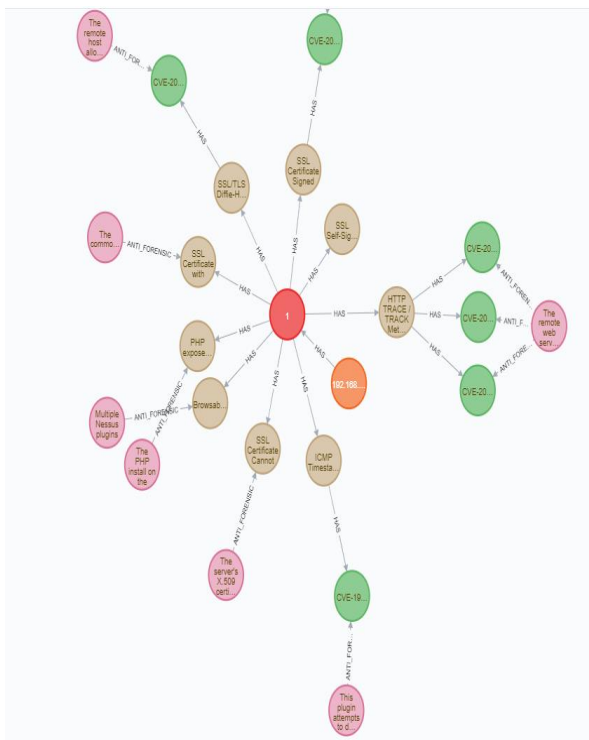 The
remote
host
allo...
ANTI_FOR...
CVE-20...
CVE-20...
HAS
HAS
SSL/TLS
Diffie-H...
SSL
Certificate
Signed
HAS
HAS
SSL
Self-Sig...
HAS
The
commo...
ANTI_FORENSIC
SSL
Certificate
with
HAS
1
HAS
HTTP
TRACE /
TRACK
Met...
HAS
HAS
HAS
CVE-20...
CVE-20...
CVE-20...
ANTI_FOREN...
ANTI_F...
ANTI_FORE...
The
remote web
serv...
PHP
expose...
HAS
HAS
192.168....
HAS
Browsab...
Multiple
Nessus
plugins
ANTI_FORENSIC
ANTI_FORENSIC
The
PHP
install on
the
HAS
SSL
Certificate
Cannot
HAS
ICMP
Timesta...
ANTI_FORENSIC
The
server's
X.509
certi...
HAS
CVE-19...
ANTI_FOR...
This
plugin
attempts
to d...